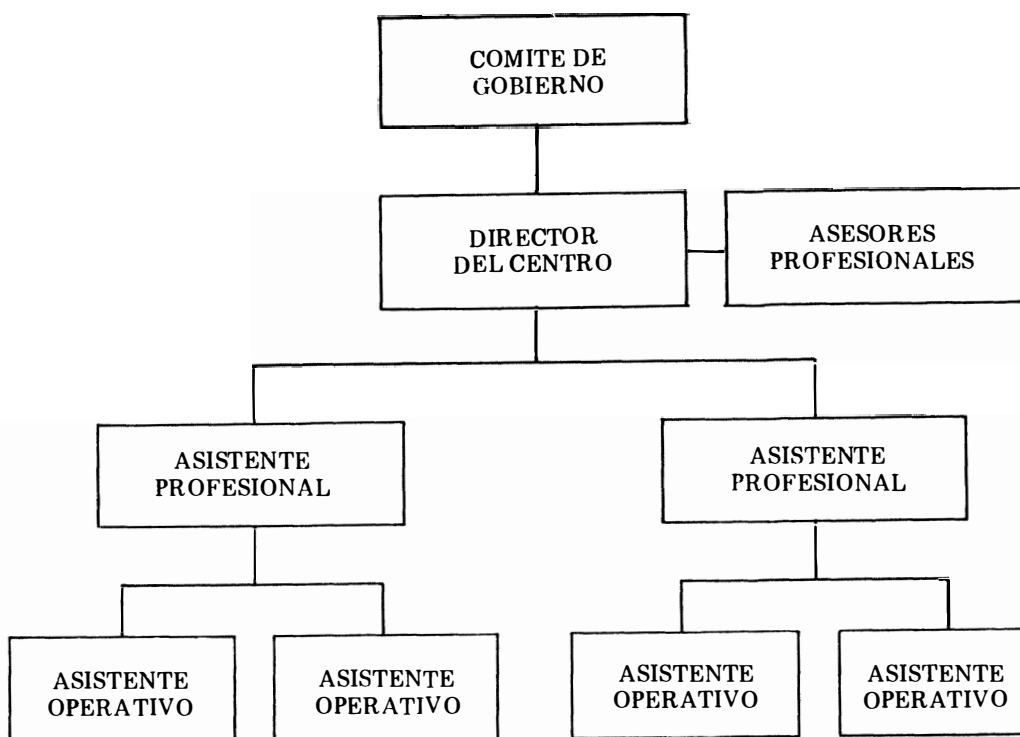 COMITE DE
GOBIERNO
DIRECTOR
DEL CENTRO
ASESORES
PROFESIONALES
ASISTENTE
PROFESIONAL
ASISTENTE
PROFESIONAL
ASISTENTE
OPERATIVO
ASISTENTE
OPERATIVO
ASISTENTE
OPERATIVO
ASISTENTE
OPERATIVO